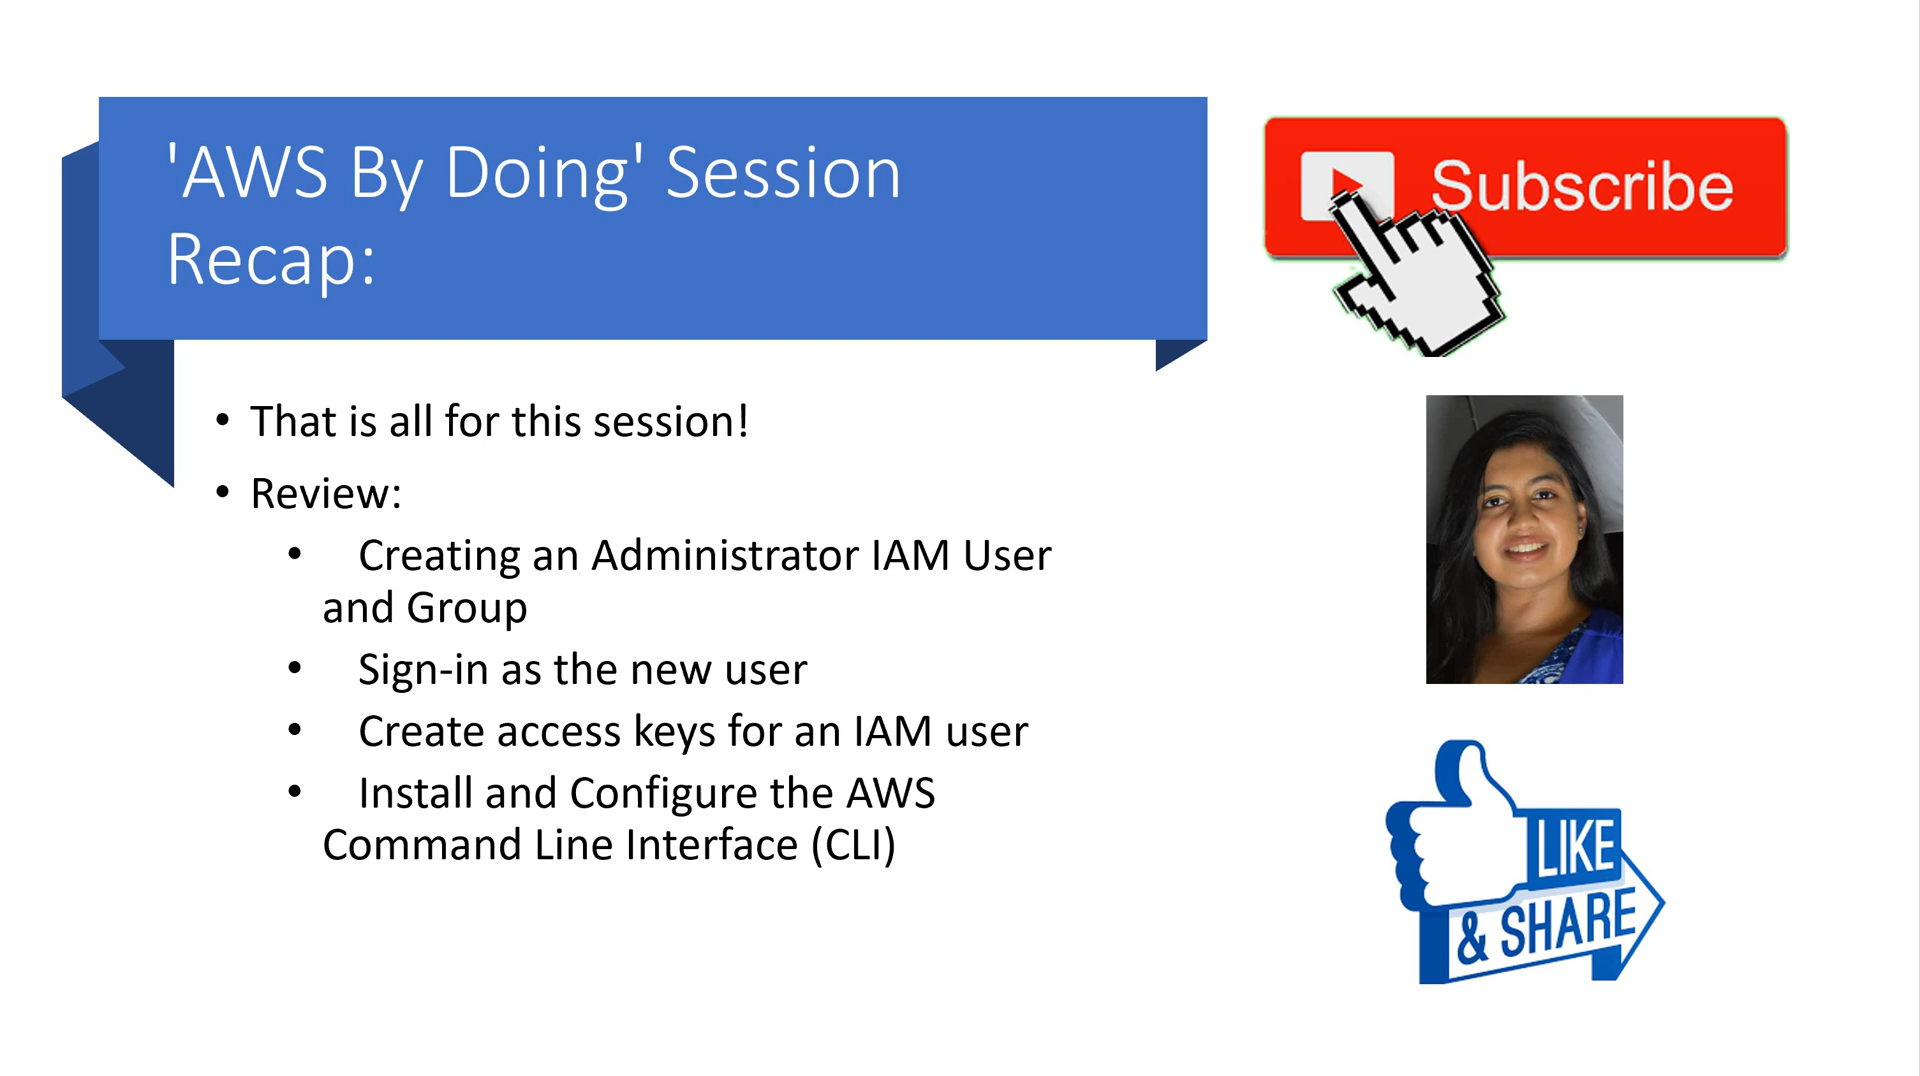 'AWS By Doing' Session
Recap:
Subscribe
• That is all for this session!
• Review:
• Creating an Administrator IAM User
and Group
• Sign-in as the new user
• Create access keys for an IAM user
• Install and Configure the AWS
Command Line Interface (CLI)
LIKE
& SHARE